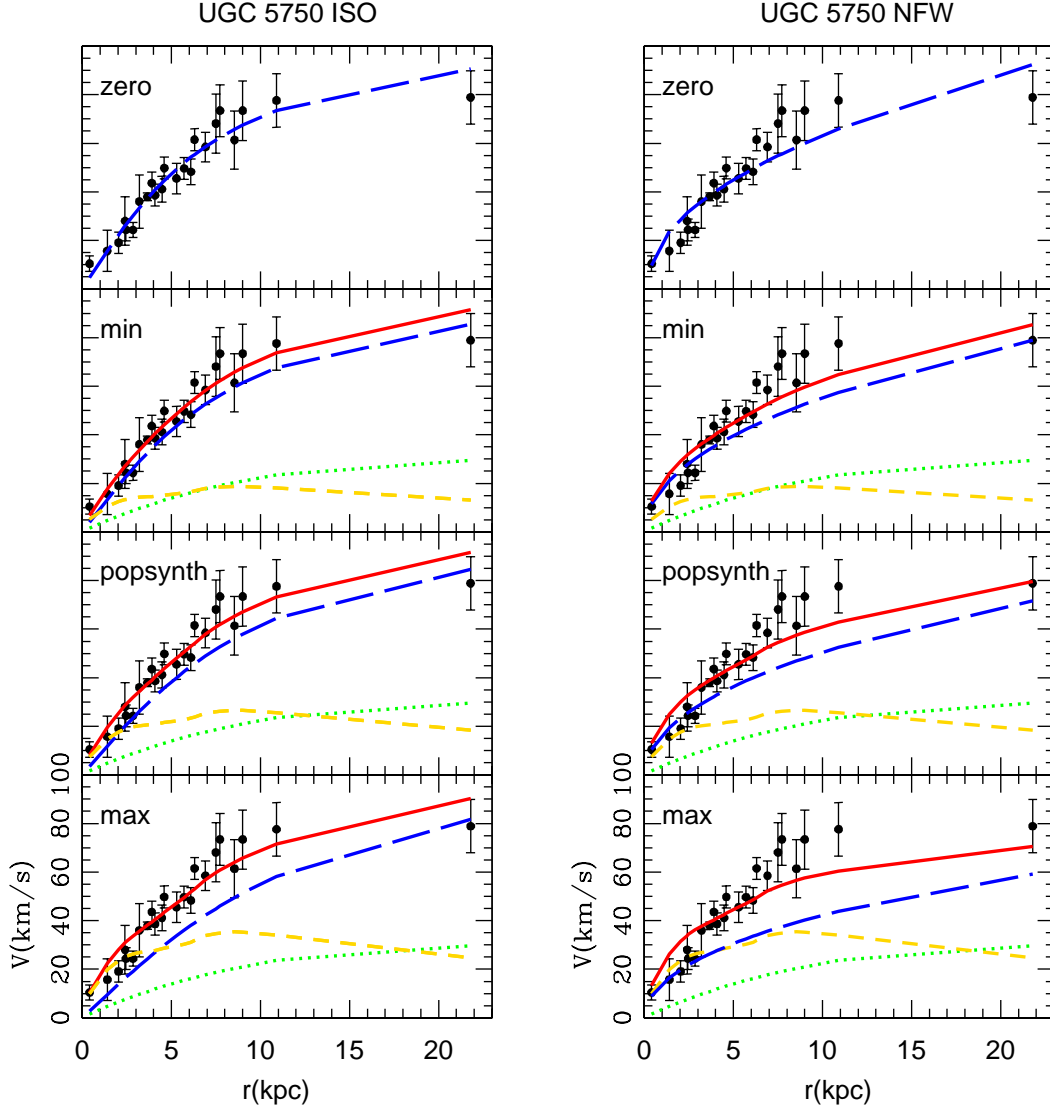 UGC 5750 ISO
UGC 5750 NFW
zero
zero
min
min
popsynth
popsynth
max
max
100
80
60
40
20
0
V(km/s)
100
80
60
40
20
0
V(km/s)
0 5 10 15 20
0 5 10 15 20
r(kpc)
r(kpc)